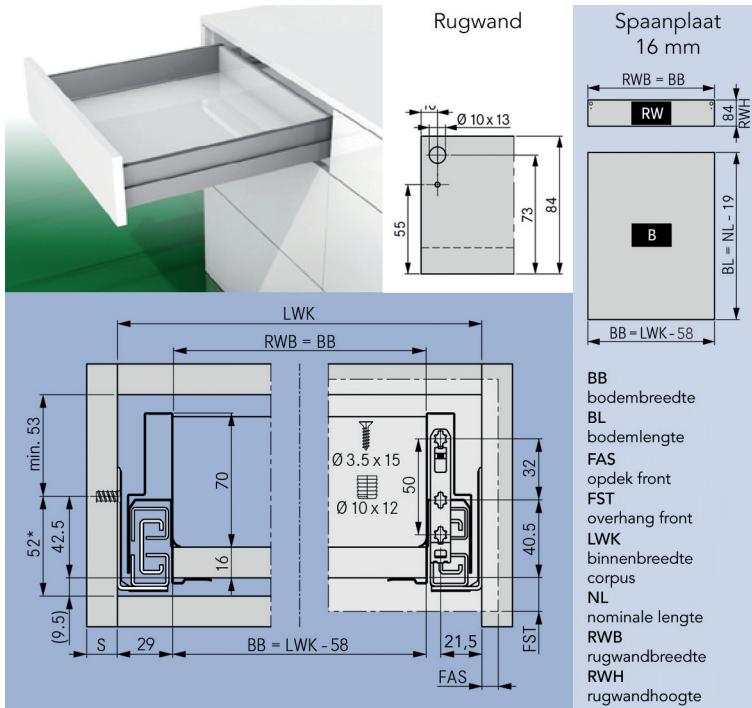 Rugwand
Ø 10 x 13
55
73
84
Spaanplaat
16 mm
RWB = BB
RW
84
RWH
B
BL = NL - 19
BB = LWK - 58
LWK
RWB = BB
min. 53
52*
42.5
(9.5)
70
16
Ø 3.5 x 15
Ø 10 x 12
50
32
40.5
S
29
BB = LWK - 58
21,5
FST
FAS
BB
bodembreedte
BL
bodemlengte
FAS
opdek front
FST
overhang front
LWK
binnenbreedte
corpus
NL
nominale lengte
RWB
rugwandbreedte
RWH
rugwandhoogte